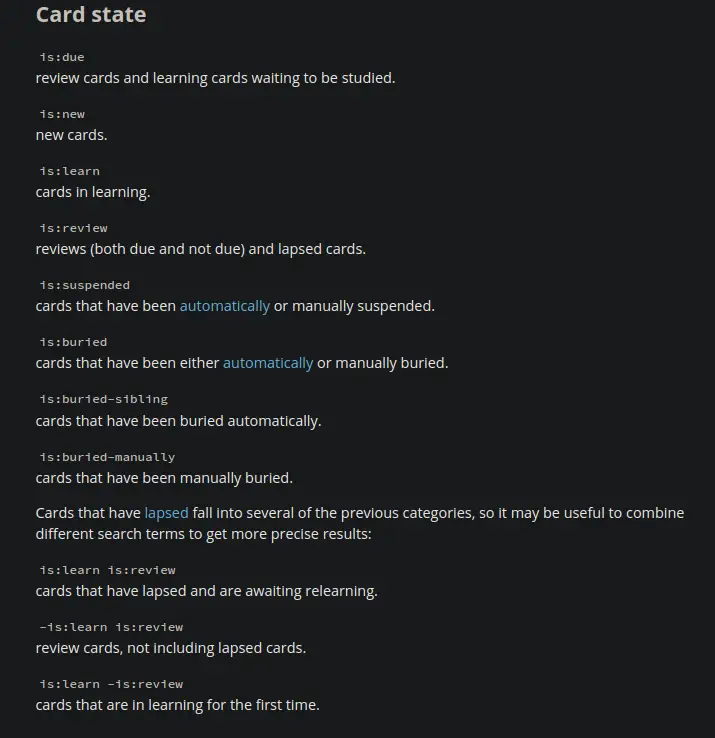 Card state
is:due
review cards and learning cards waiting to be studied.
is:new
new cards.
is:learn
cards in learning.
is:review
reviews (both due and not due) and lapsed cards.
is:suspended
cards that have been automatically or manually suspended.
is:buried
cards that have been either automatically or manually buried.
is:buried-sibling
cards that have been buried automatically.
is:buried-manually
cards that have been manually buried.
Cards that have lapsed fall into several of the previous categories, so it may be useful to combine
different search terms to get more precise results:
is:learn is:review
cards that have lapsed and are awaiting relearning.
-is:learn is:review
review cards, not including lapsed cards.
is:learn -is:review
cards that are in learning for the first time.